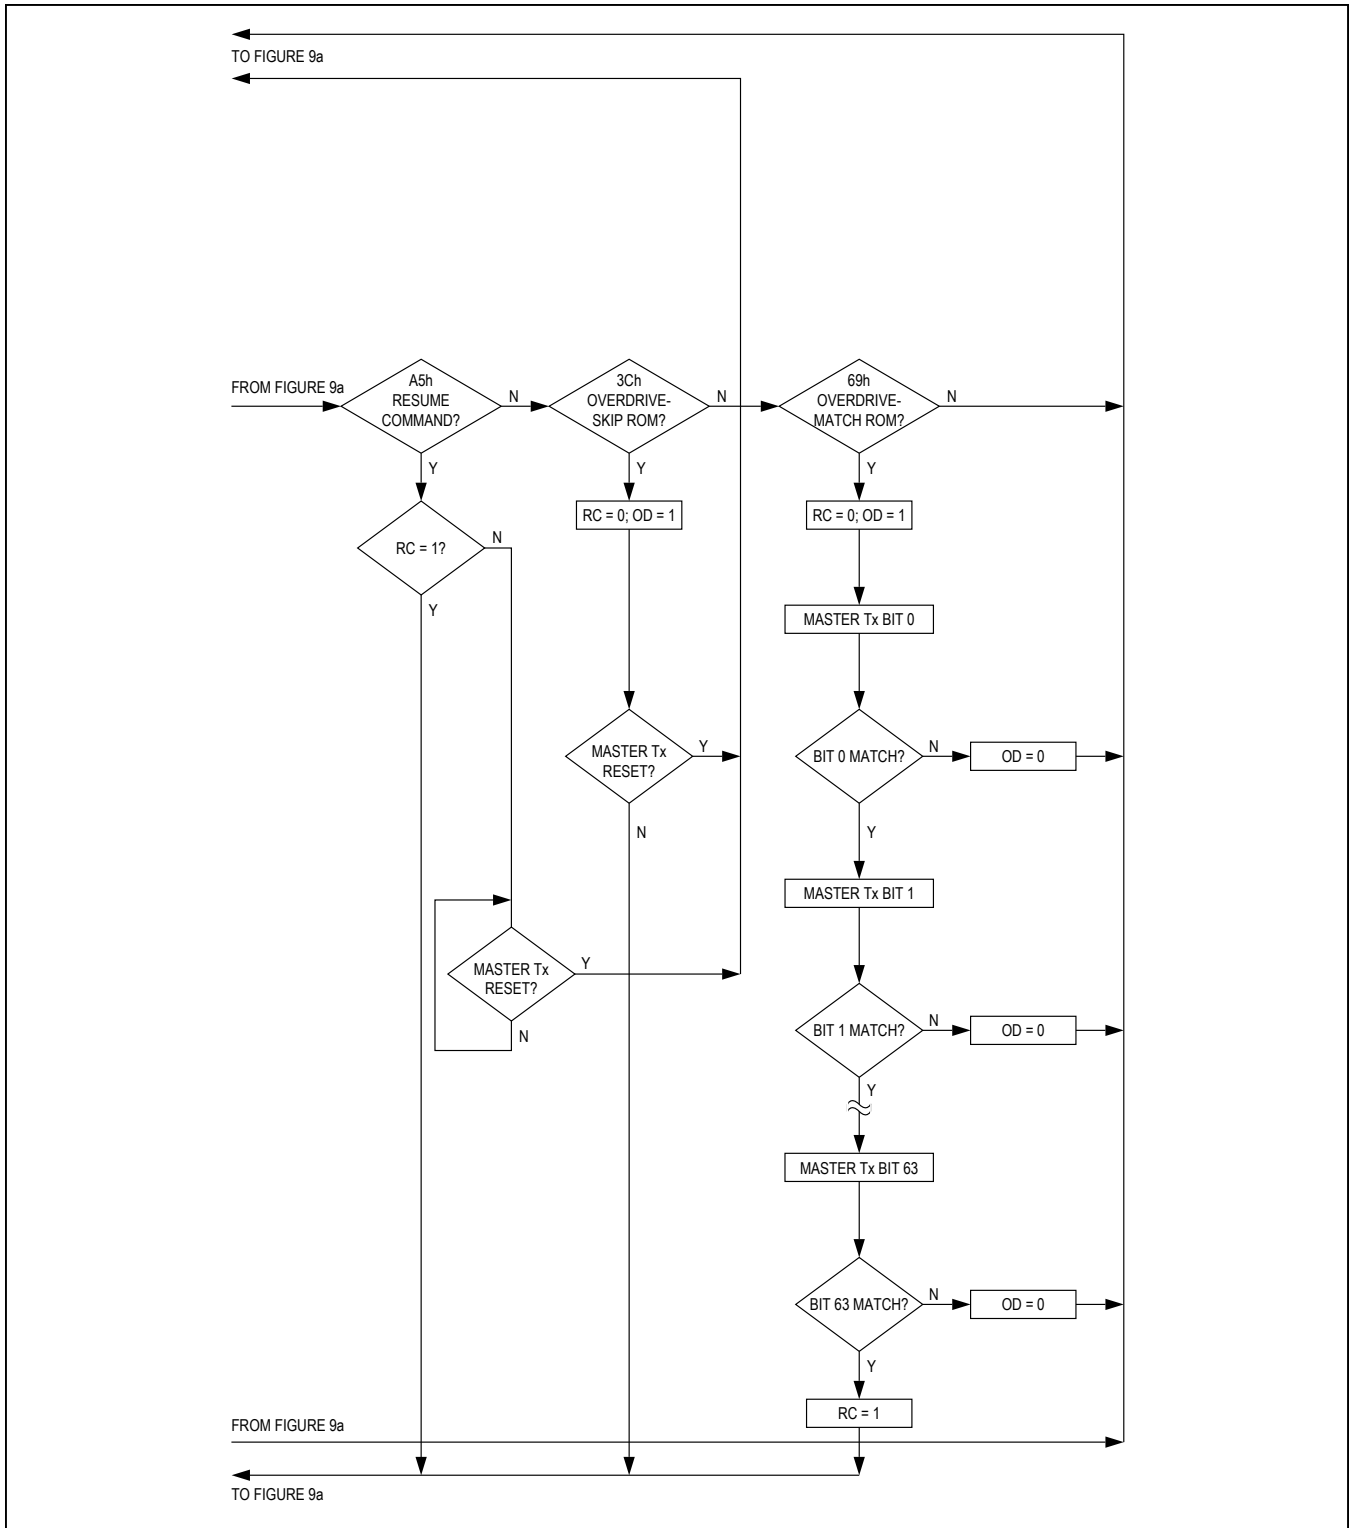 TO FIGURE 9a
FROM FIGURE 9a
A5h
RESUME
COMMAND?
N
3Ch
OVERDRIVE-
SKIP ROM?
N
69h
OVERDRIVE-
MATCH ROM?
N
Y
Y
Y
RC = 1?
N
Y
RC = 0; OD = 1
RC = 0; OD = 1
MASTER Tx BIT 0
MASTER Tx
RESET?
Y
N
BIT 0 MATCH?
N
OD = 0
Y
MASTER Tx BIT 1
MASTER Tx
RESET?
Y
N
BIT 1 MATCH?
N
OD = 0
Y
MASTER Tx BIT 63
BIT 63 MATCH?
N
OD = 0
Y
RC = 1
FROM FIGURE 9a
TO FIGURE 9a